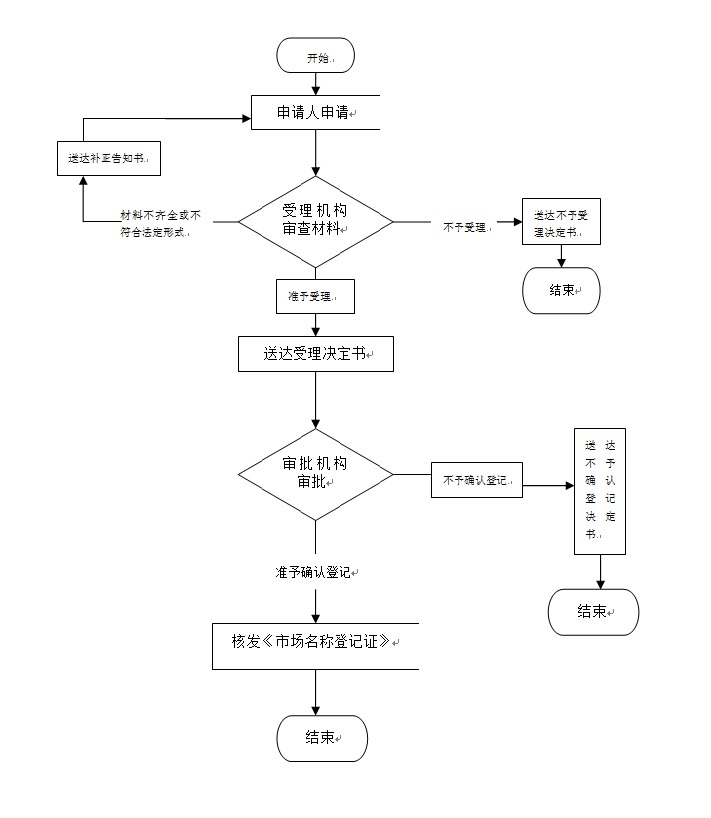 开始
申请人申请
送达补正告知书
受理机构
审查材料
材料不齐全或不
符合法定形式
不予受理
送达不予受
理决定书
结束
准予受理
送达受理决定书
审批机构
审批
不予确认登记
送达
不予
确认
登记
决定
书
准予确认登记
结束
核发《市场名称登记证》
结束